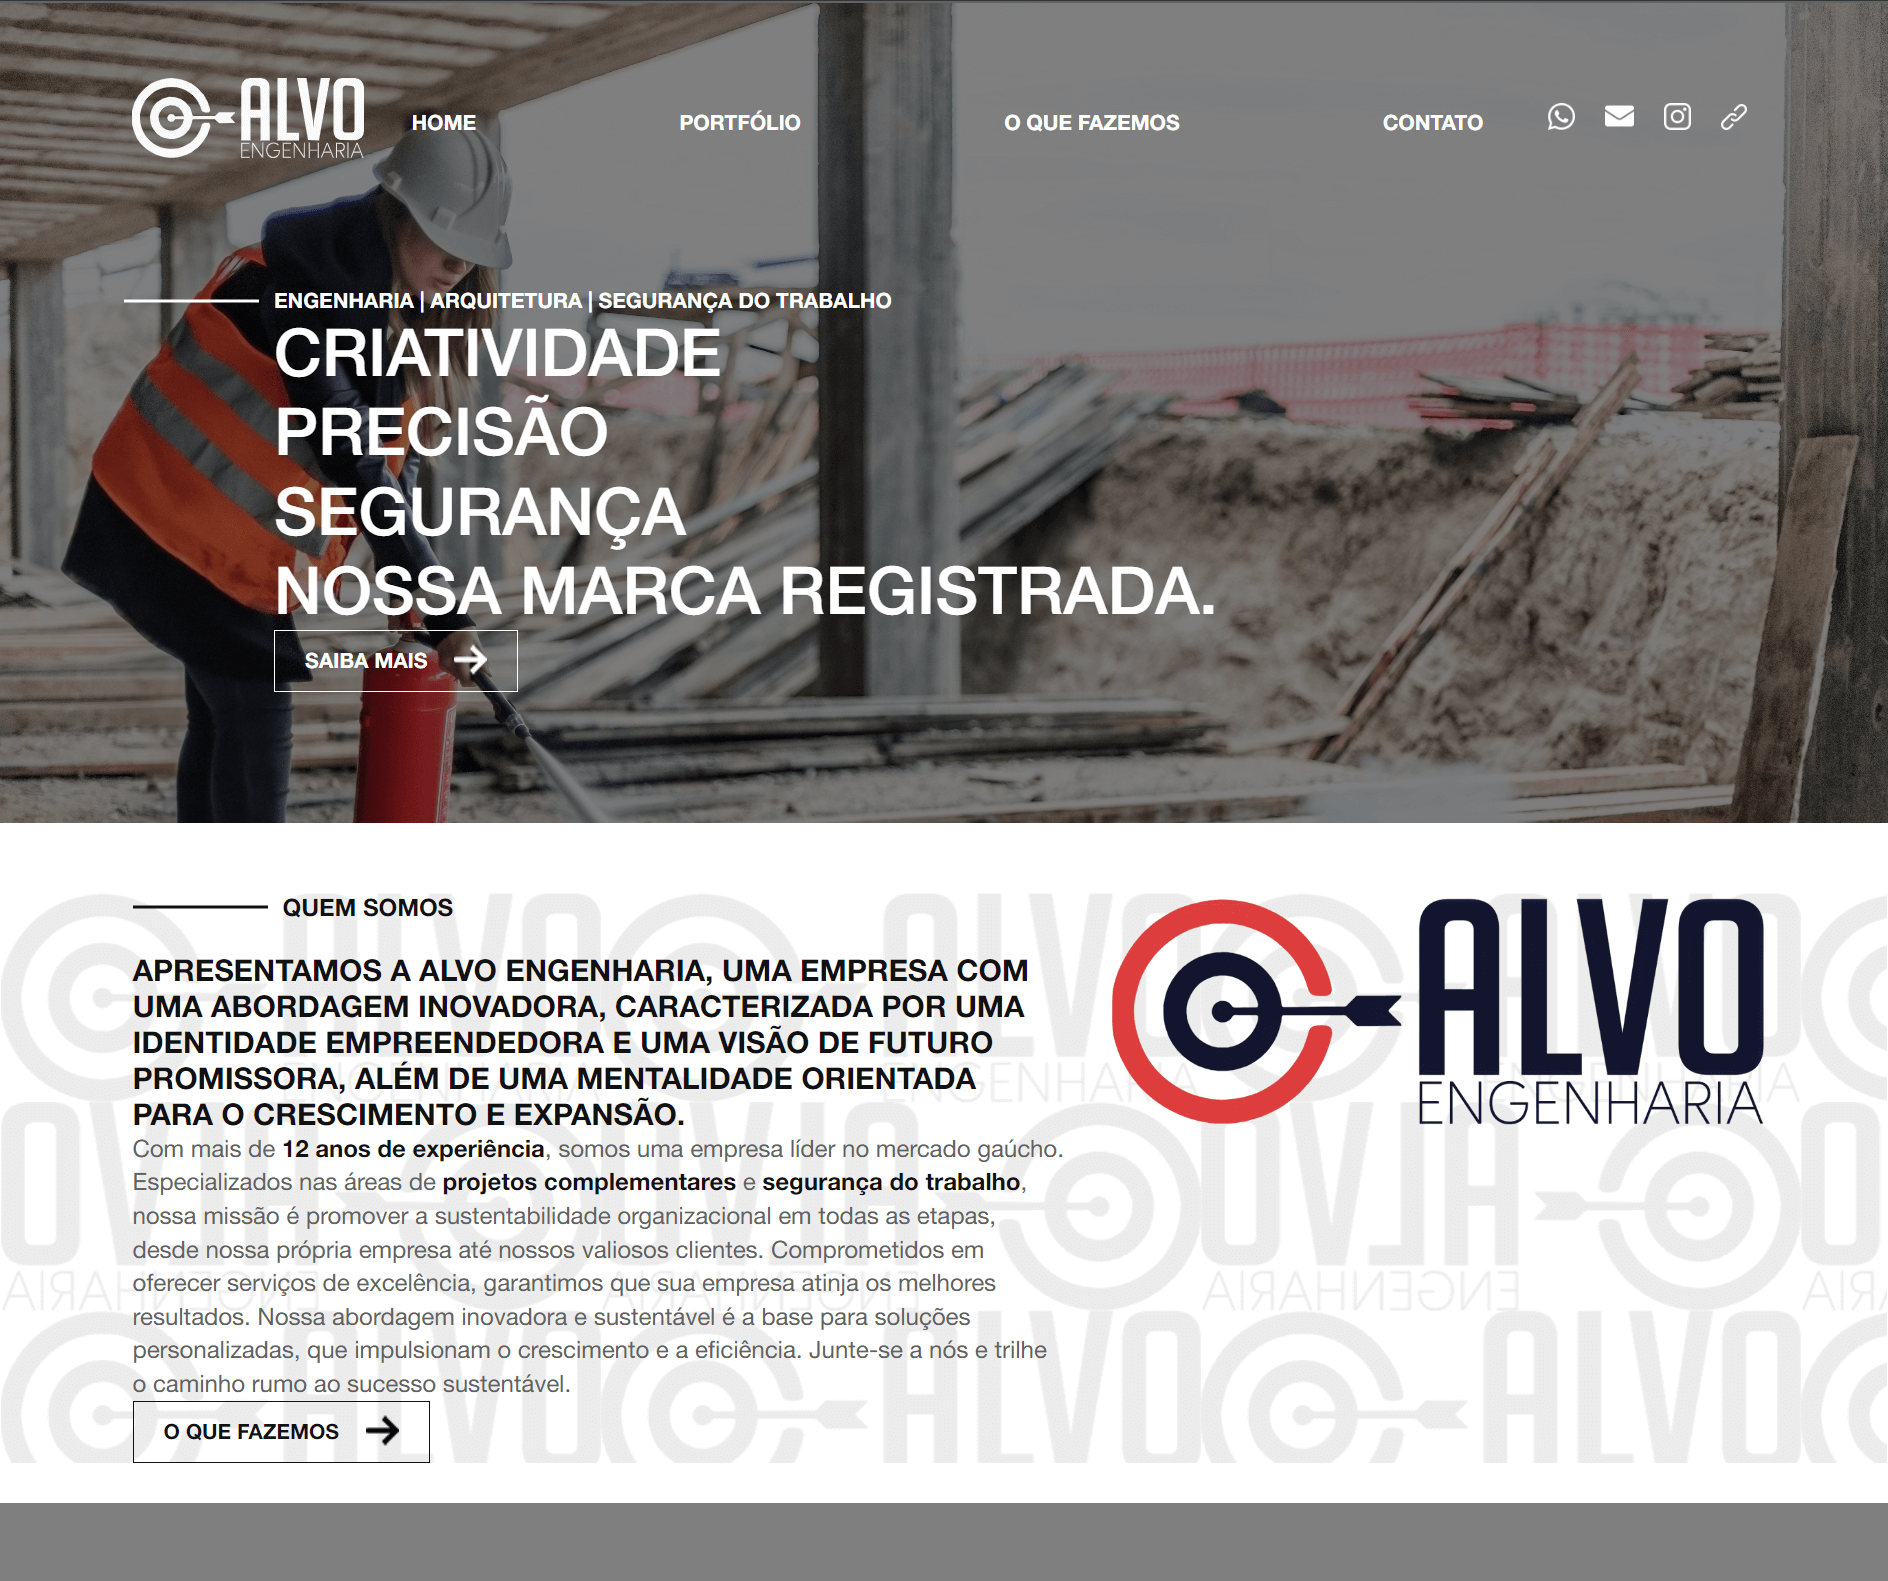 ALVO
ENGENHARIA
HOME
PORTFÓLIO
O QUE FAZEMOS
CONTATO
ENGENHARIA | ARQUITETURA | SEGURANÇA DO TRABALHO
CRIATIVIDADE
PRECISÃO
SEGURANÇA
NOSSA MARCA REGISTRADA.
SAIBA MAIS
QUEM SOMOS
APRESENTAMOS A ALVO ENGENHARIA, UMA EMPRESA COM
UMA ABORDAGEM INOVADORA, CARACTERIZADA POR UMA
IDENTIDADE EMPREENDEDORA E UMA VISÃO DE FUTURO
PROMISSORA, ALÉM DE UMA MENTALIDADE ORIENTADA
PARA O CRESCIMENTO E EXPANSÃO.
Com mais de 12 anos de experiência, somos uma empresa líder no mercado gaúcho.
Especializados nas áreas de projetos complementares e segurança do trabalho,
nossa missão é promover a sustentabilidade organizacional em todas as etapas,
desde nossa própria empresa até nossos valiosos clientes. Comprometidos em
oferecer serviços de excelência, garantimos que sua empresa atinja os melhores
resultados. Nossa abordagem inovadora e sustentável é a base para soluções
personalizadas, que impulsionam o crescimento e a eficiência. Junte-se a nós e trilhe
o caminho rumo ao sucesso sustentável.
O QUE FAZEMOS
ALVO
ENGENHARIA